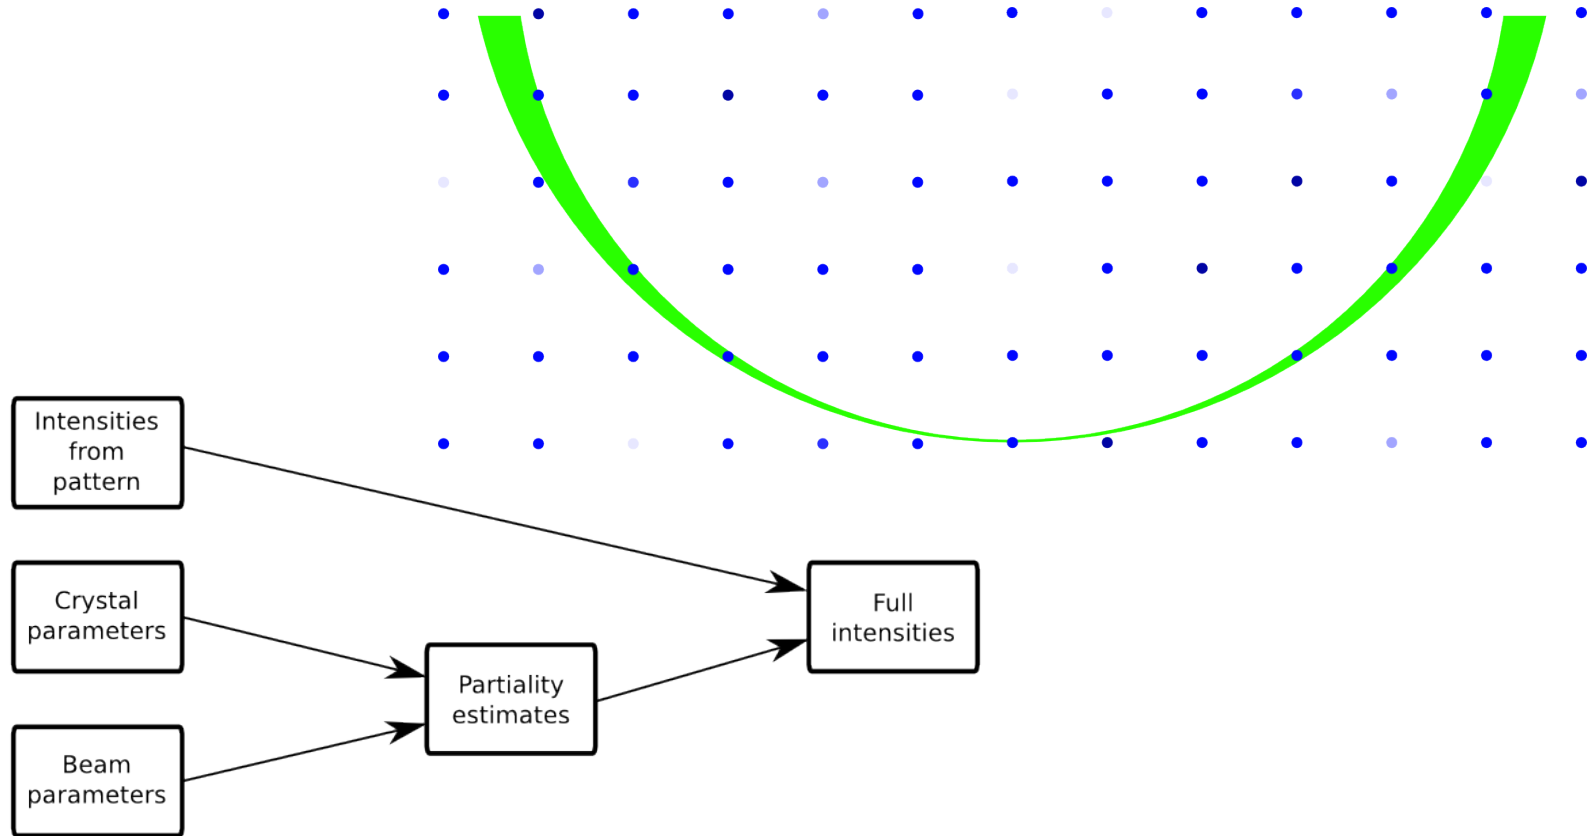 Intensities
from
pattern
Crystal
parameters
Beam
parameters
Partiality
estimates
Full
intensities